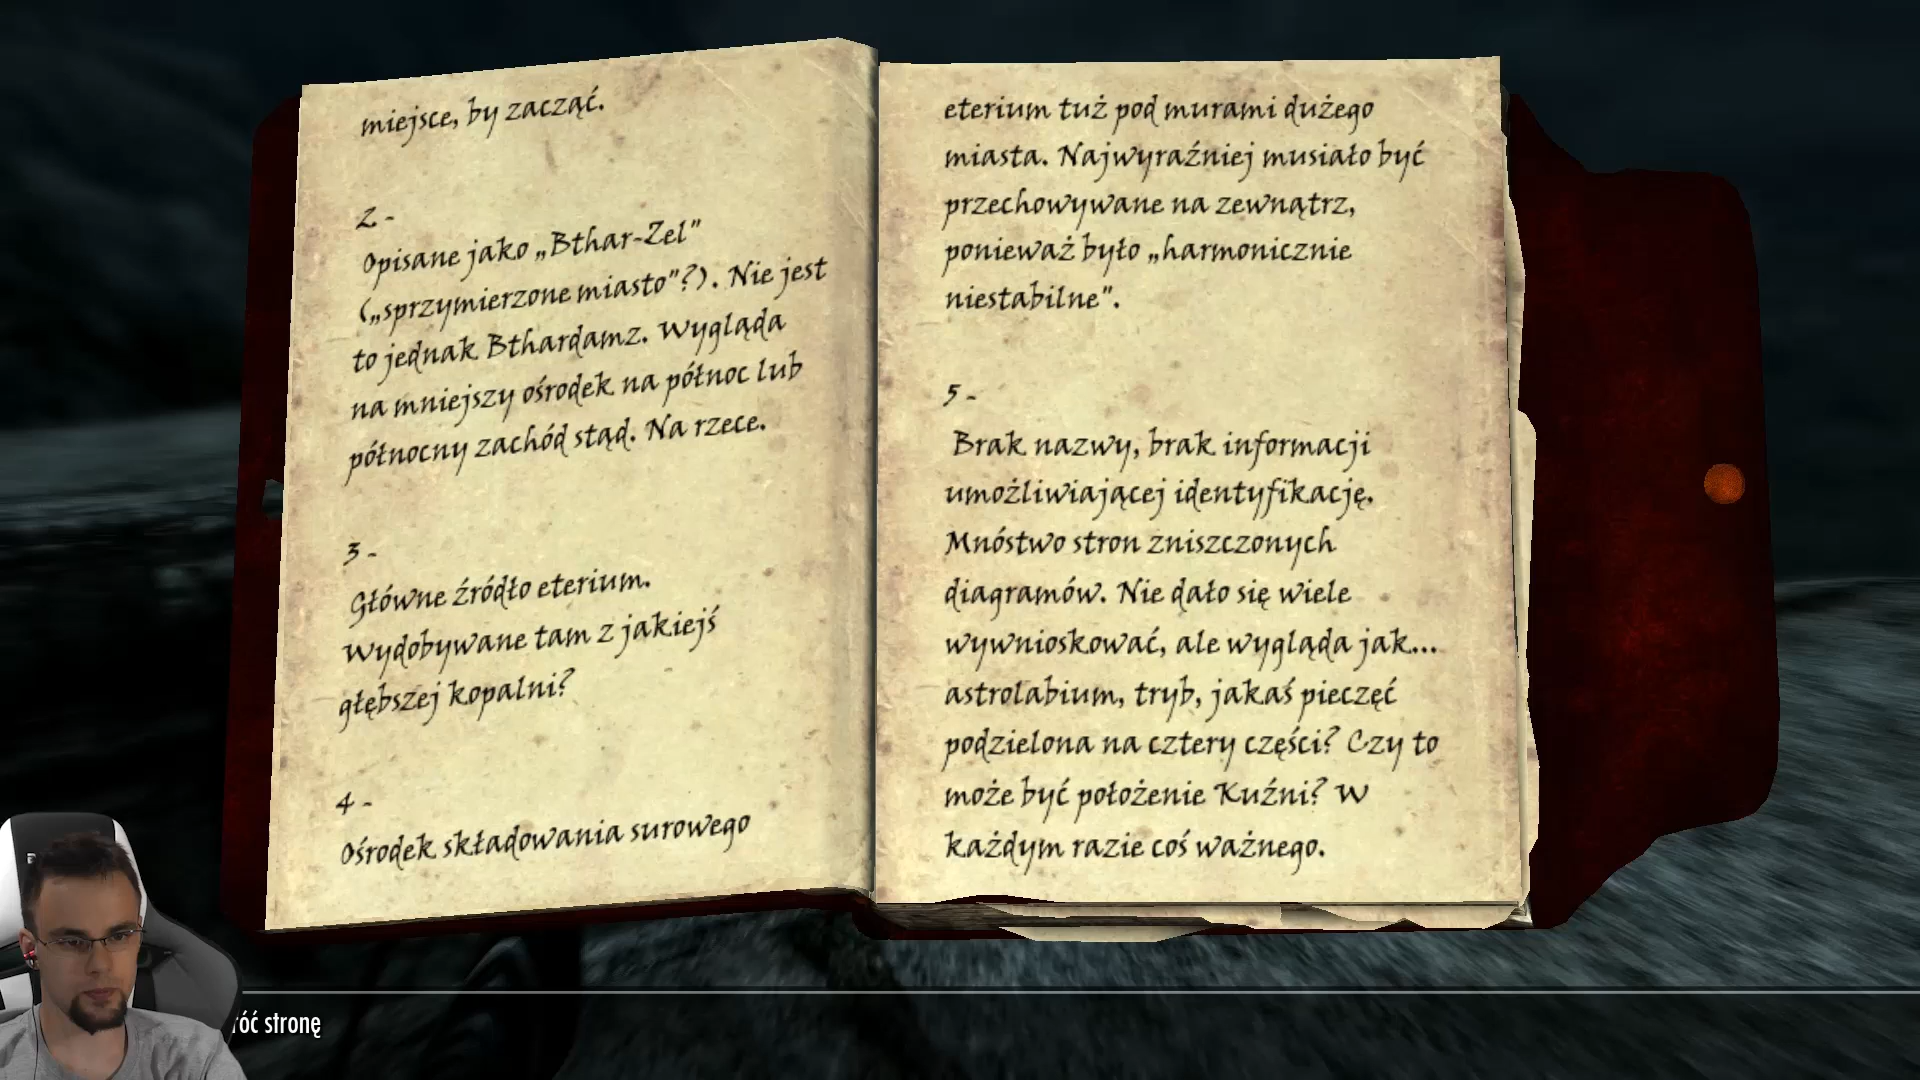 miejsce, by zacząć.
2 -
Opisane jako „Bthar-Zel”
(„sprzymierzone miasto”?). Nie jest
to jednak Bthardamz. Wygląda
na mniejszy ośrodek na północ lub
północny zachód stąd. Na rzece.
3 -
Główne źródło eterium.
Wydobywane tam z jakiejś
głębszej kopalni?
4 -
Ośrodek składowania surowego
eterium tuż pod murami dużego
miasta. Najwyraźniej musiało być
przechowywane na zewnątrz,
ponieważ było „harmonicznie
niestabilne”.
5 -
Brak nazwy, brak informacji
umożliwiającej identyfikację.
Mnóstwo stron zniszczonych
diagramów. Nie dało się wiele
wywnioskować, ale wygląda jak...
astrolabium, tryb, jakaś pieczęć
podzielona na cztery części? Czy to
może być położenie Kuźni? W
każdym razie coś ważnego.
róć stronę